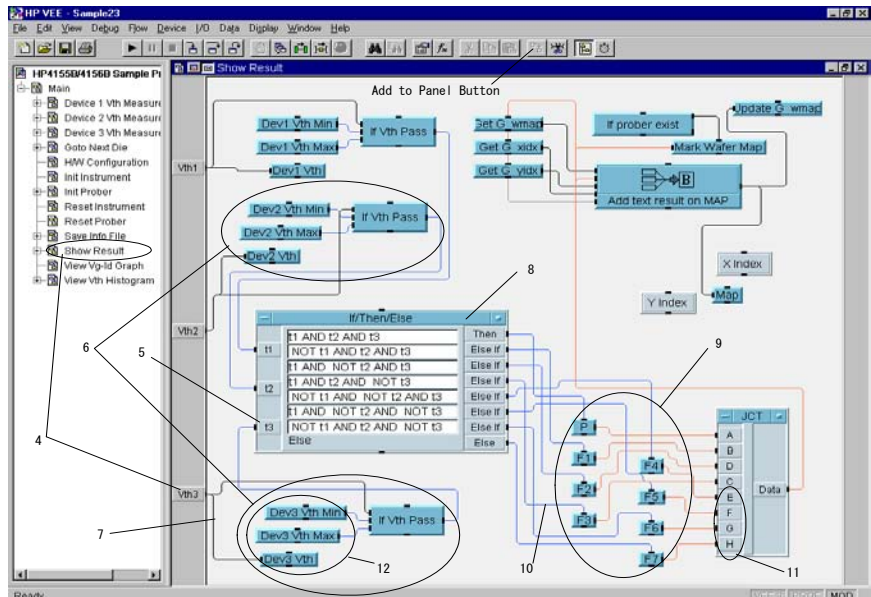 HP VEE - Sample23
File Edit View Debug Flow Device I/O Data Display Window Help
Add to Panel Button
HP4155B/4156B Sample Pr
Main
Device 1 Vth Measure
Device 2 Vth Measure
Device 3 Vth Measure
Goto Next Die
H/W Configuration
Init Instrument
Init Prober
Reset Instrument
Reset Prober
Save Info File
Show Result
View Vg-Id Graph
View Vth Histogram
Show Result
Vth1
Vth2
Vth3
Dev1 Vth Min
Dev1 Vth Max
If Vth Pass
Dev1 Vth
Dev2 Vth Min
Dev2 Vth Max
If Vth Pass
Dev2 Vth
Get G_wmap
Get G_xidx
Get G_yidx
If prober exist
Update G_wmap
Mark Wafer Map
B
Add text result on MAP
X Index
Y Index
Map
If/Then/Else
t1
t2
t3
t1 AND t2 AND t3
NOT t1 AND t2 AND t3
t1 AND NOT t2 AND t3
t1 AND t2 AND NOT t3
NOT t1 AND NOT t2 AND t3
t1 AND NOT t2 AND NOT t3
NOT t1 AND t2 AND NOT t3
Else
Then
Else If
Else If
Else If
Else If
Else If
Else If
Else
P
F1
F2
F3
F4
F5
F6
F7
JCT
A
B
D
C
E
F
G
H
Data
Dev3 Vth Min
Dev3 Vth Max
If Vth Pass
Dev3 Vth
4
5
6
7
8
9
10
11
12
Ready
MOD